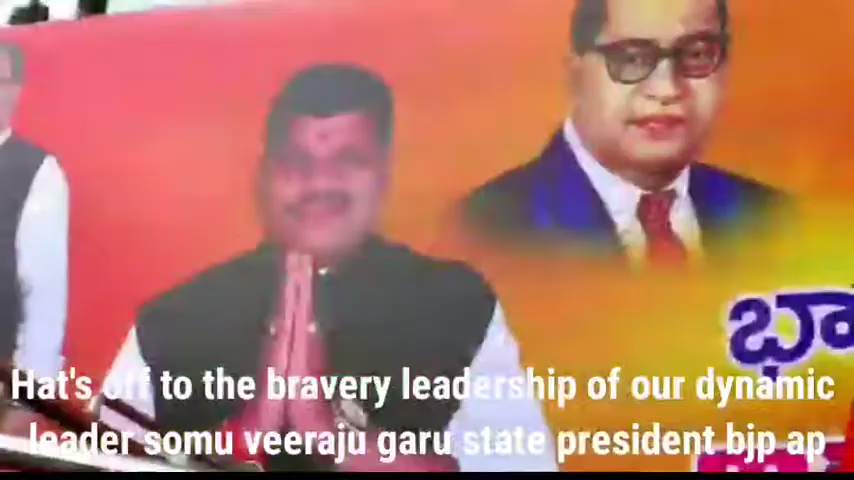 భా
Hat's off to the bravery leadership of our dynamic
leader somu veeraju garu state president bjp ap